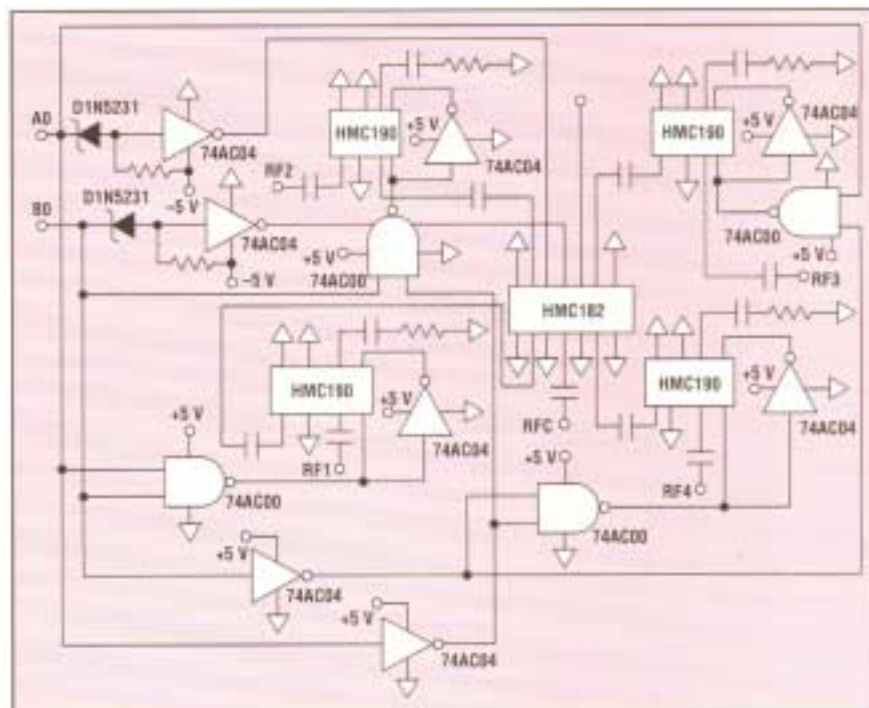 D1N5231
A0
74AC04
–5 V
HMC190
+5 V
74AC04
RF2
D1N5231
B0
74AC04
–5 V
+5 V
74AC00
HMC190
+5 V
74AC04
74AC00
+5 V
RF3
HMC182
HMC190
+5 V
74AC04
RF1
RFC
+5 V
HMC190
+5 V
74AC04
RF4
+5 V
74AC00
74AC00
+5 V
74AC04
+5 V
74AC04